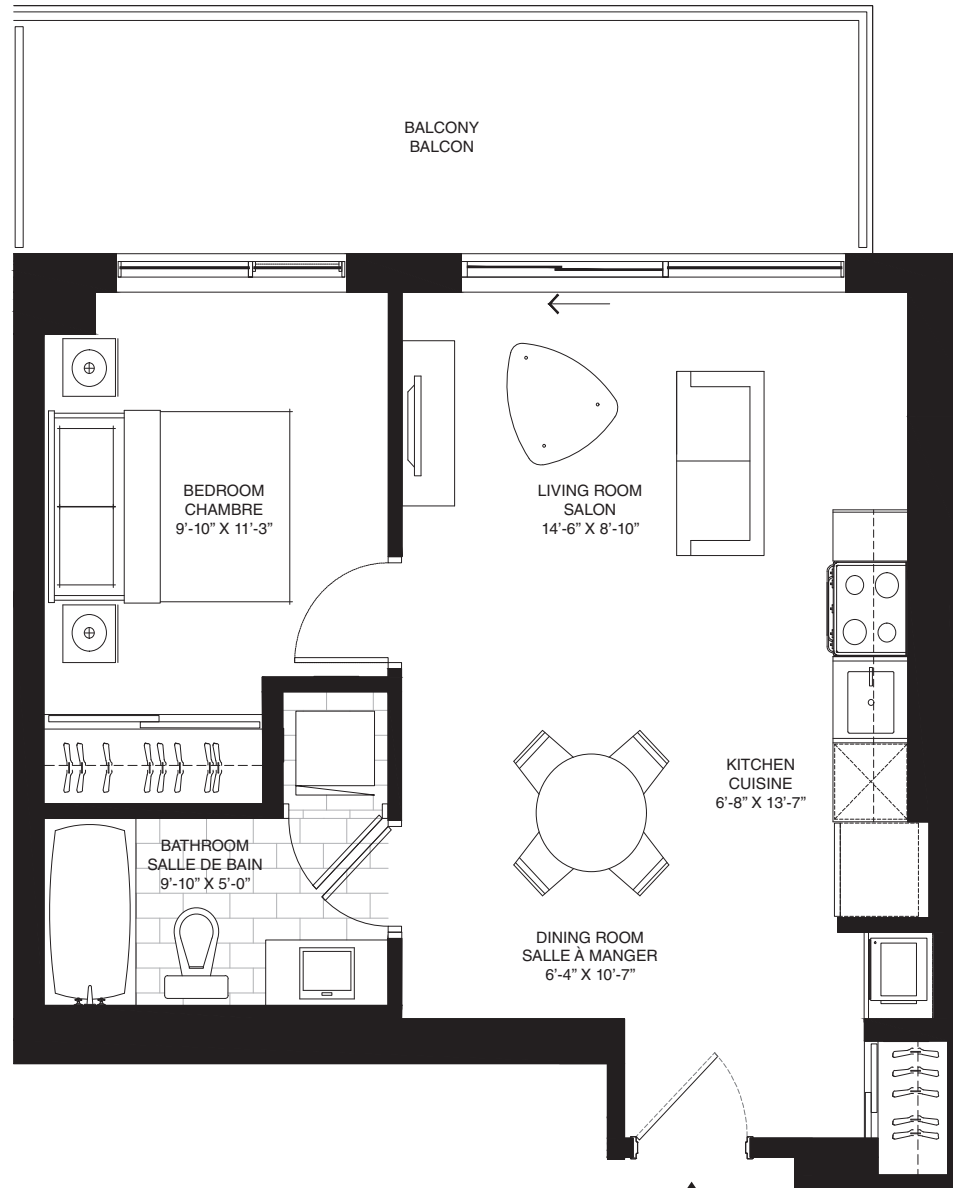 BALCONY
BALCON
BEDROOM
CHAMBRE
9’-10” X 11’-3”
LIVING ROOM
SALON
14’-6” X 8’-10”
KITCHEN
CUISINE
6’-8” X 13’-7”
BATHROOM
SALLE DE BAIN
9’-10” X 5’-0”
DINING ROOM
SALLE À MANGER
6’-4” X 10’-7”